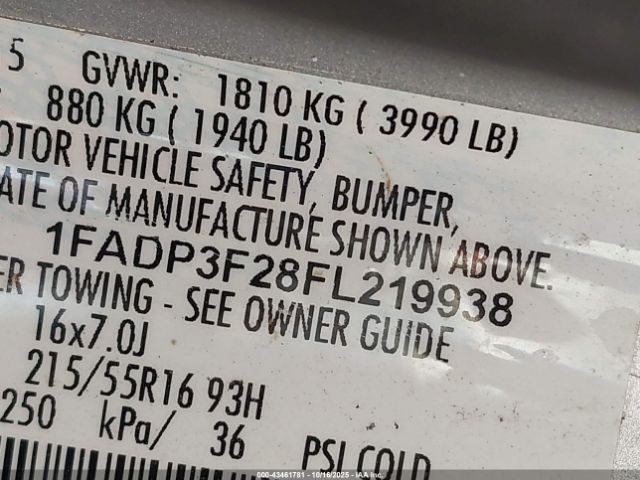 5 GVWR: 1810 KG ( 3990 LB)
880 KG ( 1940 LB)
OTOR VEHICLE SAFETY, BUMPER,
ATE OF MANUFACTURE SHOWN ABOVE.
1FADP3F28FL219938
ER TOWING - SEE OWNER GUIDE
16x7.0J
215/55R16 93H
250 kPa/ 36 PSI COLD
© 2025 - 43461781 - 10/16/2025 - IAA Inc.